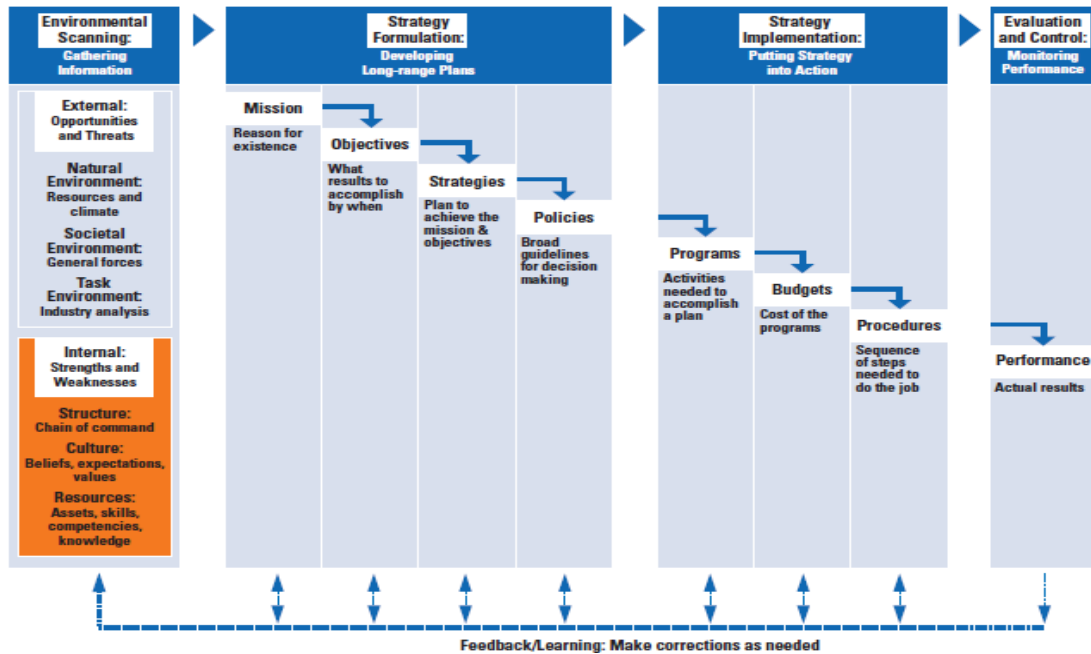 Environmental
Scanning:
Gathering
Information
External:
Opportunities
and Threats
Natural
Environment:
Resources and
climate
Societal
Environment:
General forces
Task
Environment:
Industry analysis
Internal:
Strengths and
Weaknesses
Structure:
Chain of command
Culture:
Beliefs, expectations,
values
Resources:
Assets, skills,
competencies,
knowledge
Strategy
Formulation:
Developing
Long-range Plans
Mission
Reason for
existence
Objectives
What
results to
accomplish
by when
Strategies
Plan to
achieve the
mission &
objectives
Policies
Broad
guidelines
for decision
making
Strategy
Implementation:
Putting Strategy
into Action
Programs
Activities
needed to
accomplish
a plan
Budgets
Cost of the
programs
Procedures
Sequence
of steps
needed to
do the job
Evaluation
and Control:
Monitoring
Performance
Performance
Actual results
Feedback/Learning: Make corrections as needed